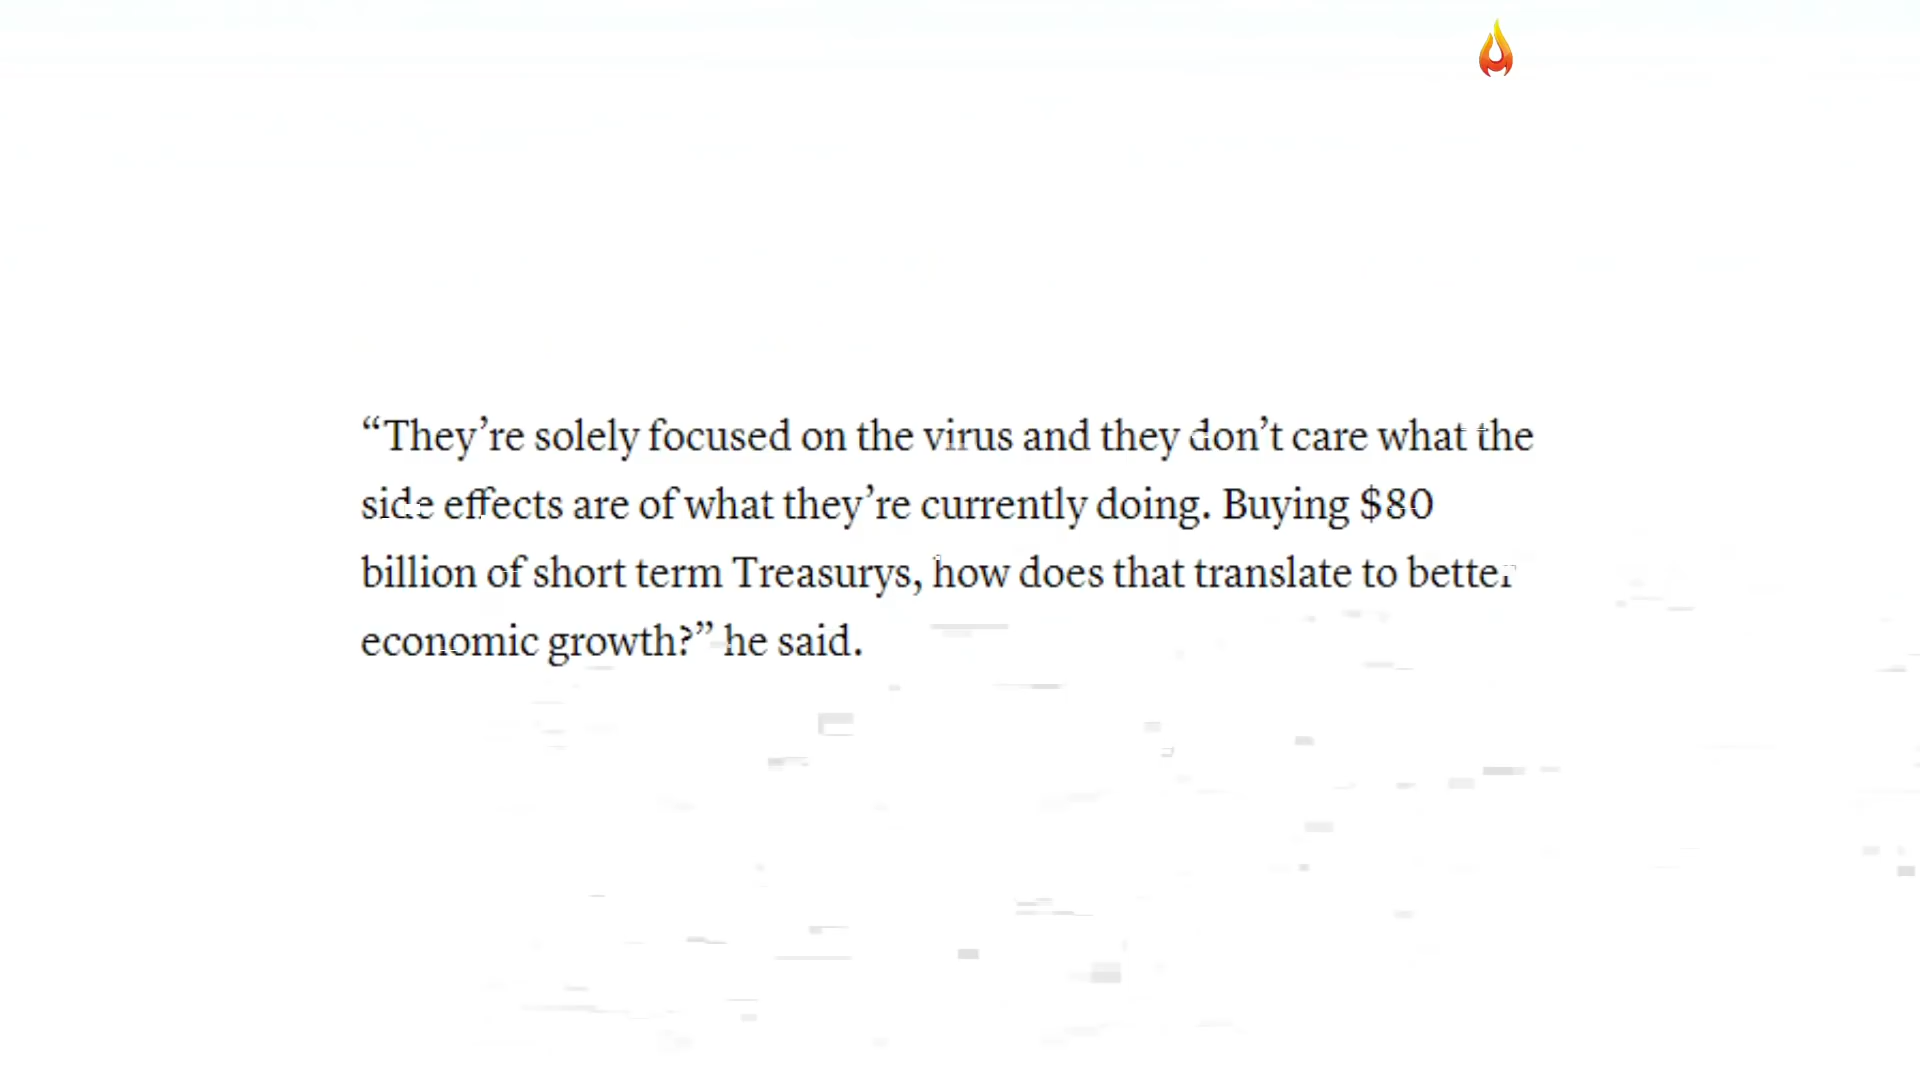 “They’re solely focused on the virus and they don’t care what the
side effects are of what they’re currently doing. Buying $80
billion of short term Treasurys, how does that translate to better
economic growth?” he said.